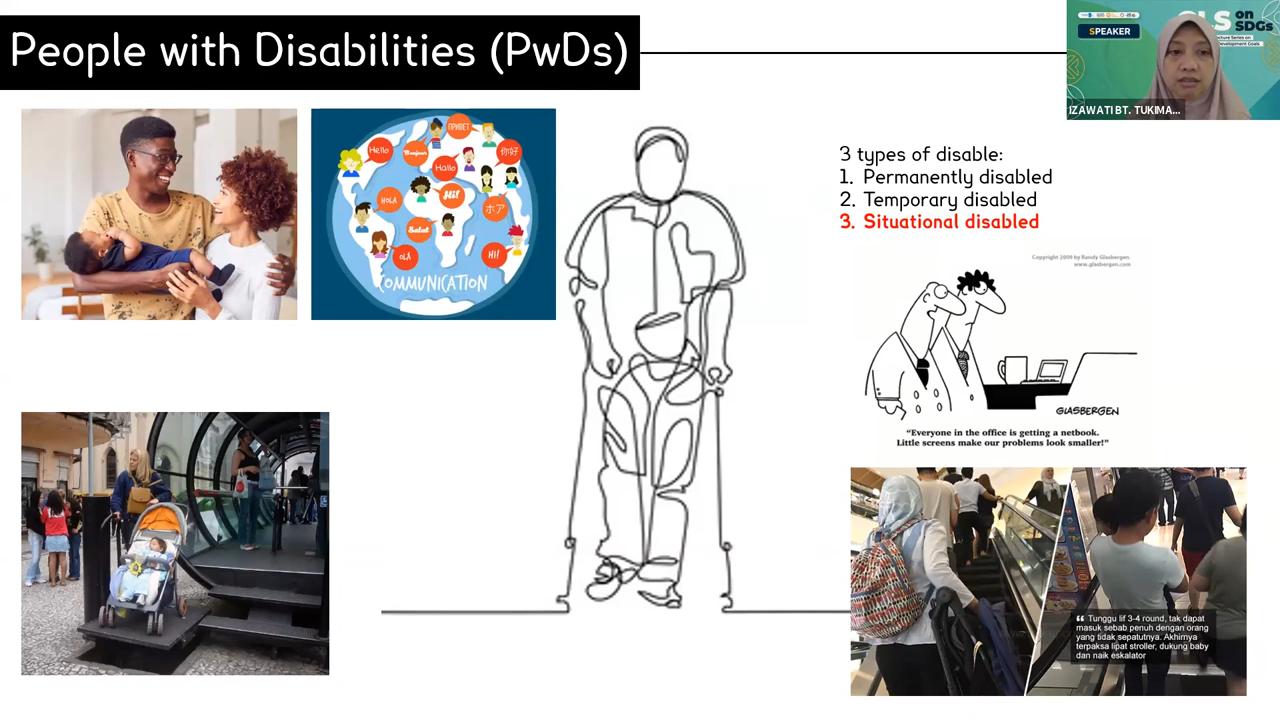 People with Disabilities (PwDs)
SPEAKER
GLS on
SDGs
IZAWATI BT. TUKIMA...
Hello
Bonjour
ПРИВЕТ
你好
Hallo
HOLA
Hi!
ホア
Salut
OLA
HI!
COMMUNICATION
3 types of disable:
1. Permanently disabled
2. Temporary disabled
3. Situational disabled
Copyright 2009 by Randy Glasbergen.
www.glasbergen.com
GLASBERGEN
"Everyone in the office is getting a netbook.
Little screens make our problems look smaller!"
❝ Tunggu lif 3-4 round, tak dapat
masuk sebab penuh dengan orang
yang tidak sepatutnya. Akhirnya
terpaksa lipat stroller, dukung baby
dan naik eskalator